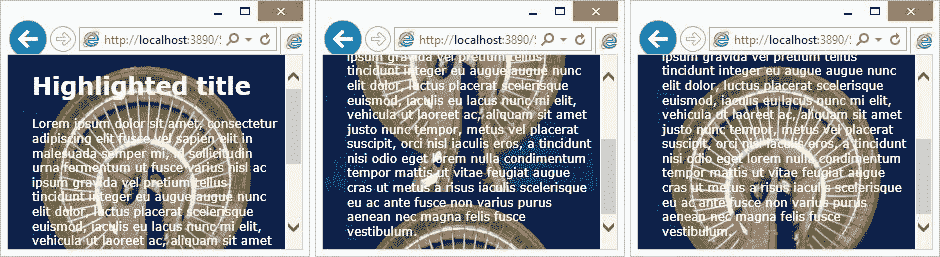 http://localhost:3890/S
Highlighted title
Lorem ipsum dolor sit amet, consectetur
adipiscing elit fusce vel sapien elit in
malesuada semper mi, id sollicitudin
urna fermentum ut fusce varius nisl ac
ipsum gravida vel pretium tellus
tincidunt integer eu augue augue nunc
elit dolor, luctus placerat scelerisque
euismod, iaculis eu lacus nunc mi elit,
vehicula ut laoreet ac, aliquam sit amet
http://localhost:3890/S
ipsum gravida vel pretium tellus
tincidunt integer eu augue augue nunc
elit dolor, luctus placerat scelerisque
euismod, iaculis eu lacus nunc mi elit,
vehicula ut laoreet ac, aliquam sit amet
justo nunc tempor, metus vel placerat
suscipit, orci nisl iaculis eros, a tincidunt
nisi odio eget lorem nulla condimentum
tempor mattis ut vitae feugiat augue
cras ut metus a risus iaculis scelerisque
eu ac ante fusce non varius purus
aenean nec magna felis fusce
vestibulum.
http://localhost:3890/S
ipsum gravida vel pretium tellus
tincidunt integer eu augue augue nunc
elit dolor, luctus placerat scelerisque
euismod, iaculis eu lacus nunc mi elit,
vehicula ut laoreet ac, aliquam sit amet
justo nunc tempor, metus vel placerat
suscipit, orci nisl iaculis eros, a tincidunt
nisi odio eget lorem nulla condimentum
tempor mattis ut vitae feugiat augue
cras ut metus a risus iaculis scelerisque
eu ac ante fusce non varius purus
aenean nec magna felis fusce
vestibulum.